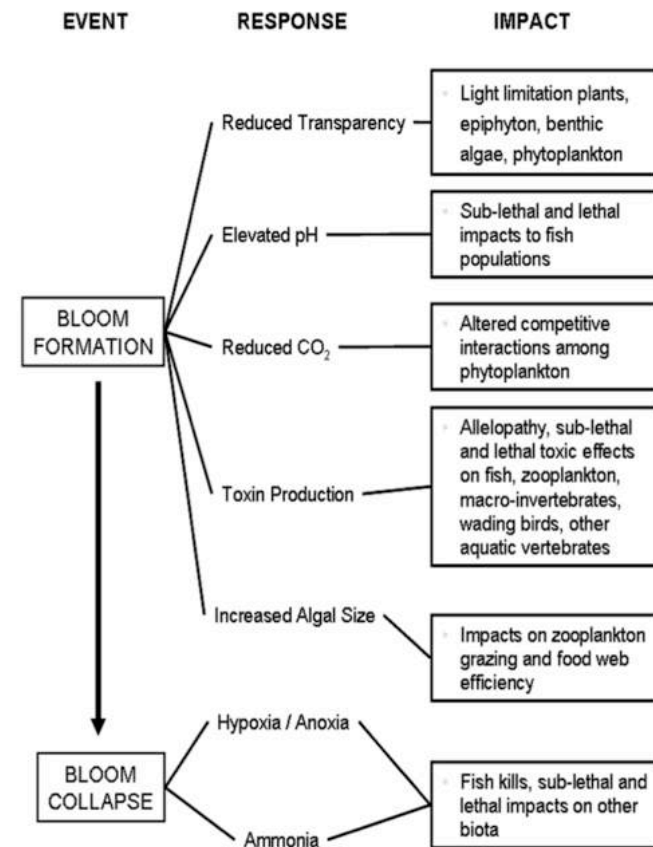 EVENT RESPONSE IMPACT
Reduced Transparency
Light limitation plants,
epiphyton, benthic
algae, phytoplankton
Elevated pH
Sub-lethal and lethal
impacts to fish
populations
BLOOM
FORMATION
Reduced CO₂
Altered competitive
interactions among
phytoplankton
Toxin Production
Allelopathy, sub-lethal
and lethal toxic effects
on fish, zooplankton,
macro-invertebrates,
wading birds, other
aquatic vertebrates
Increased Algal Size
Impacts on zooplankton
grazing and food web
efficiency
BLOOM
COLLAPSE
Hypoxia / Anoxia
Ammonia
Fish kills, sub-lethal and
lethal impacts on other
biota